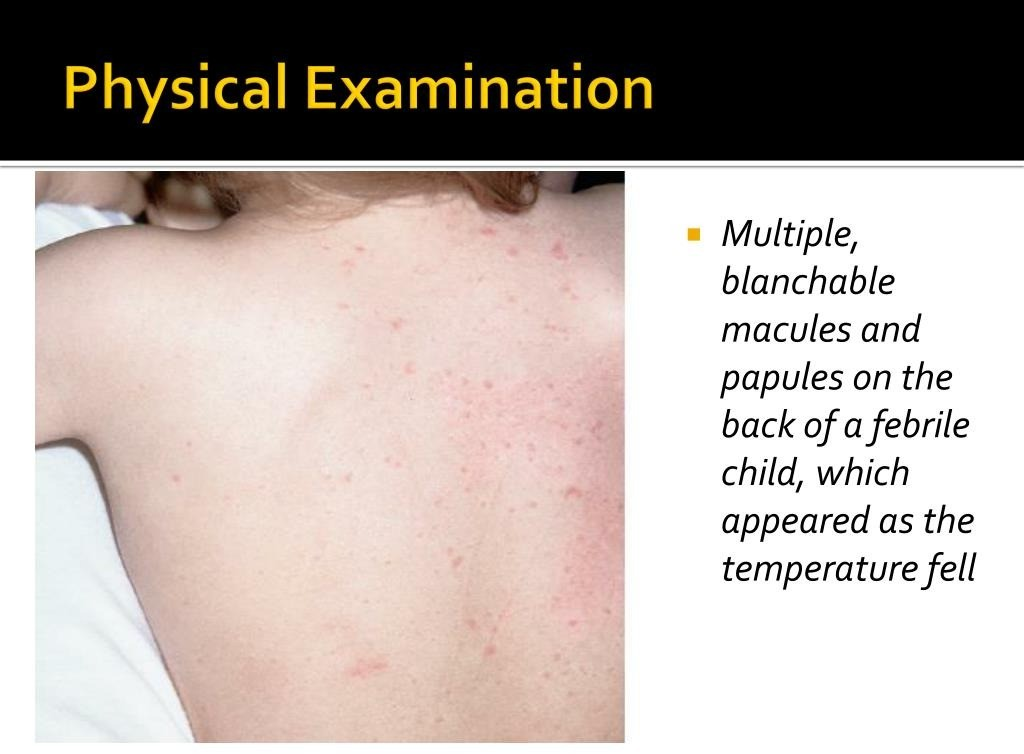 Physical Examination
Multiple,
blanchable
macules and
papules on the
back of a febrile
child, which
appeared as the
temperature fell